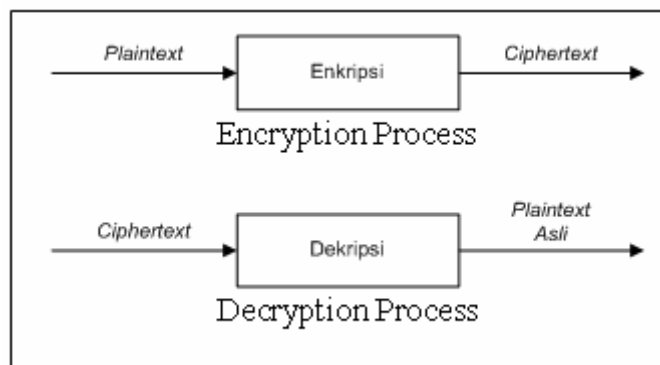 Plaintext
Enkripsi
Ciphertext
Encryption Process
Ciphertext
Dekripsi
Plaintext
Asli
Decryption Process